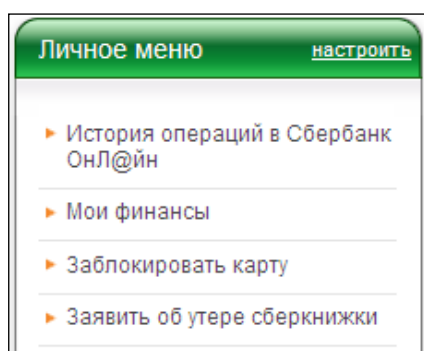 Личное меню настроить
История операций в Сбербанк
ОнЛ@йн
Мои финансы
Заблокировать карту
Заявить об утере сберкнижки